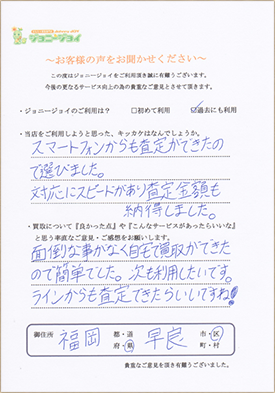 ジョニージョイ
～お客様の声をお聞かせください～
この度はジョニージョイをご利用頂き誠に有難うございます。
今後の更なるサービス向上の為の貴重なご意見とさせて頂きます。
・ジョニージョイのご利用は？ □初めて利用 ☑過去にも利用
・当店をご利用しようと思った、キッカケはなんでしょうか。
スマートフォンからも査定ができたの
で選びました。
対応にスピードがあり査定金額も
納得しました。
・買取について『良かった点』や『こんなサービスがあったらいいな』
と思う率直なご意見・ご感想をお願いします。
面倒な事がなく自宅で買取ができた
ので簡単でした。次も利用したいです。
ラインからも査定できたらいいですね!
御住所 福岡 都・道・府・県 早良 市・区・町・村
貴重なご意見を頂き有難うございました。